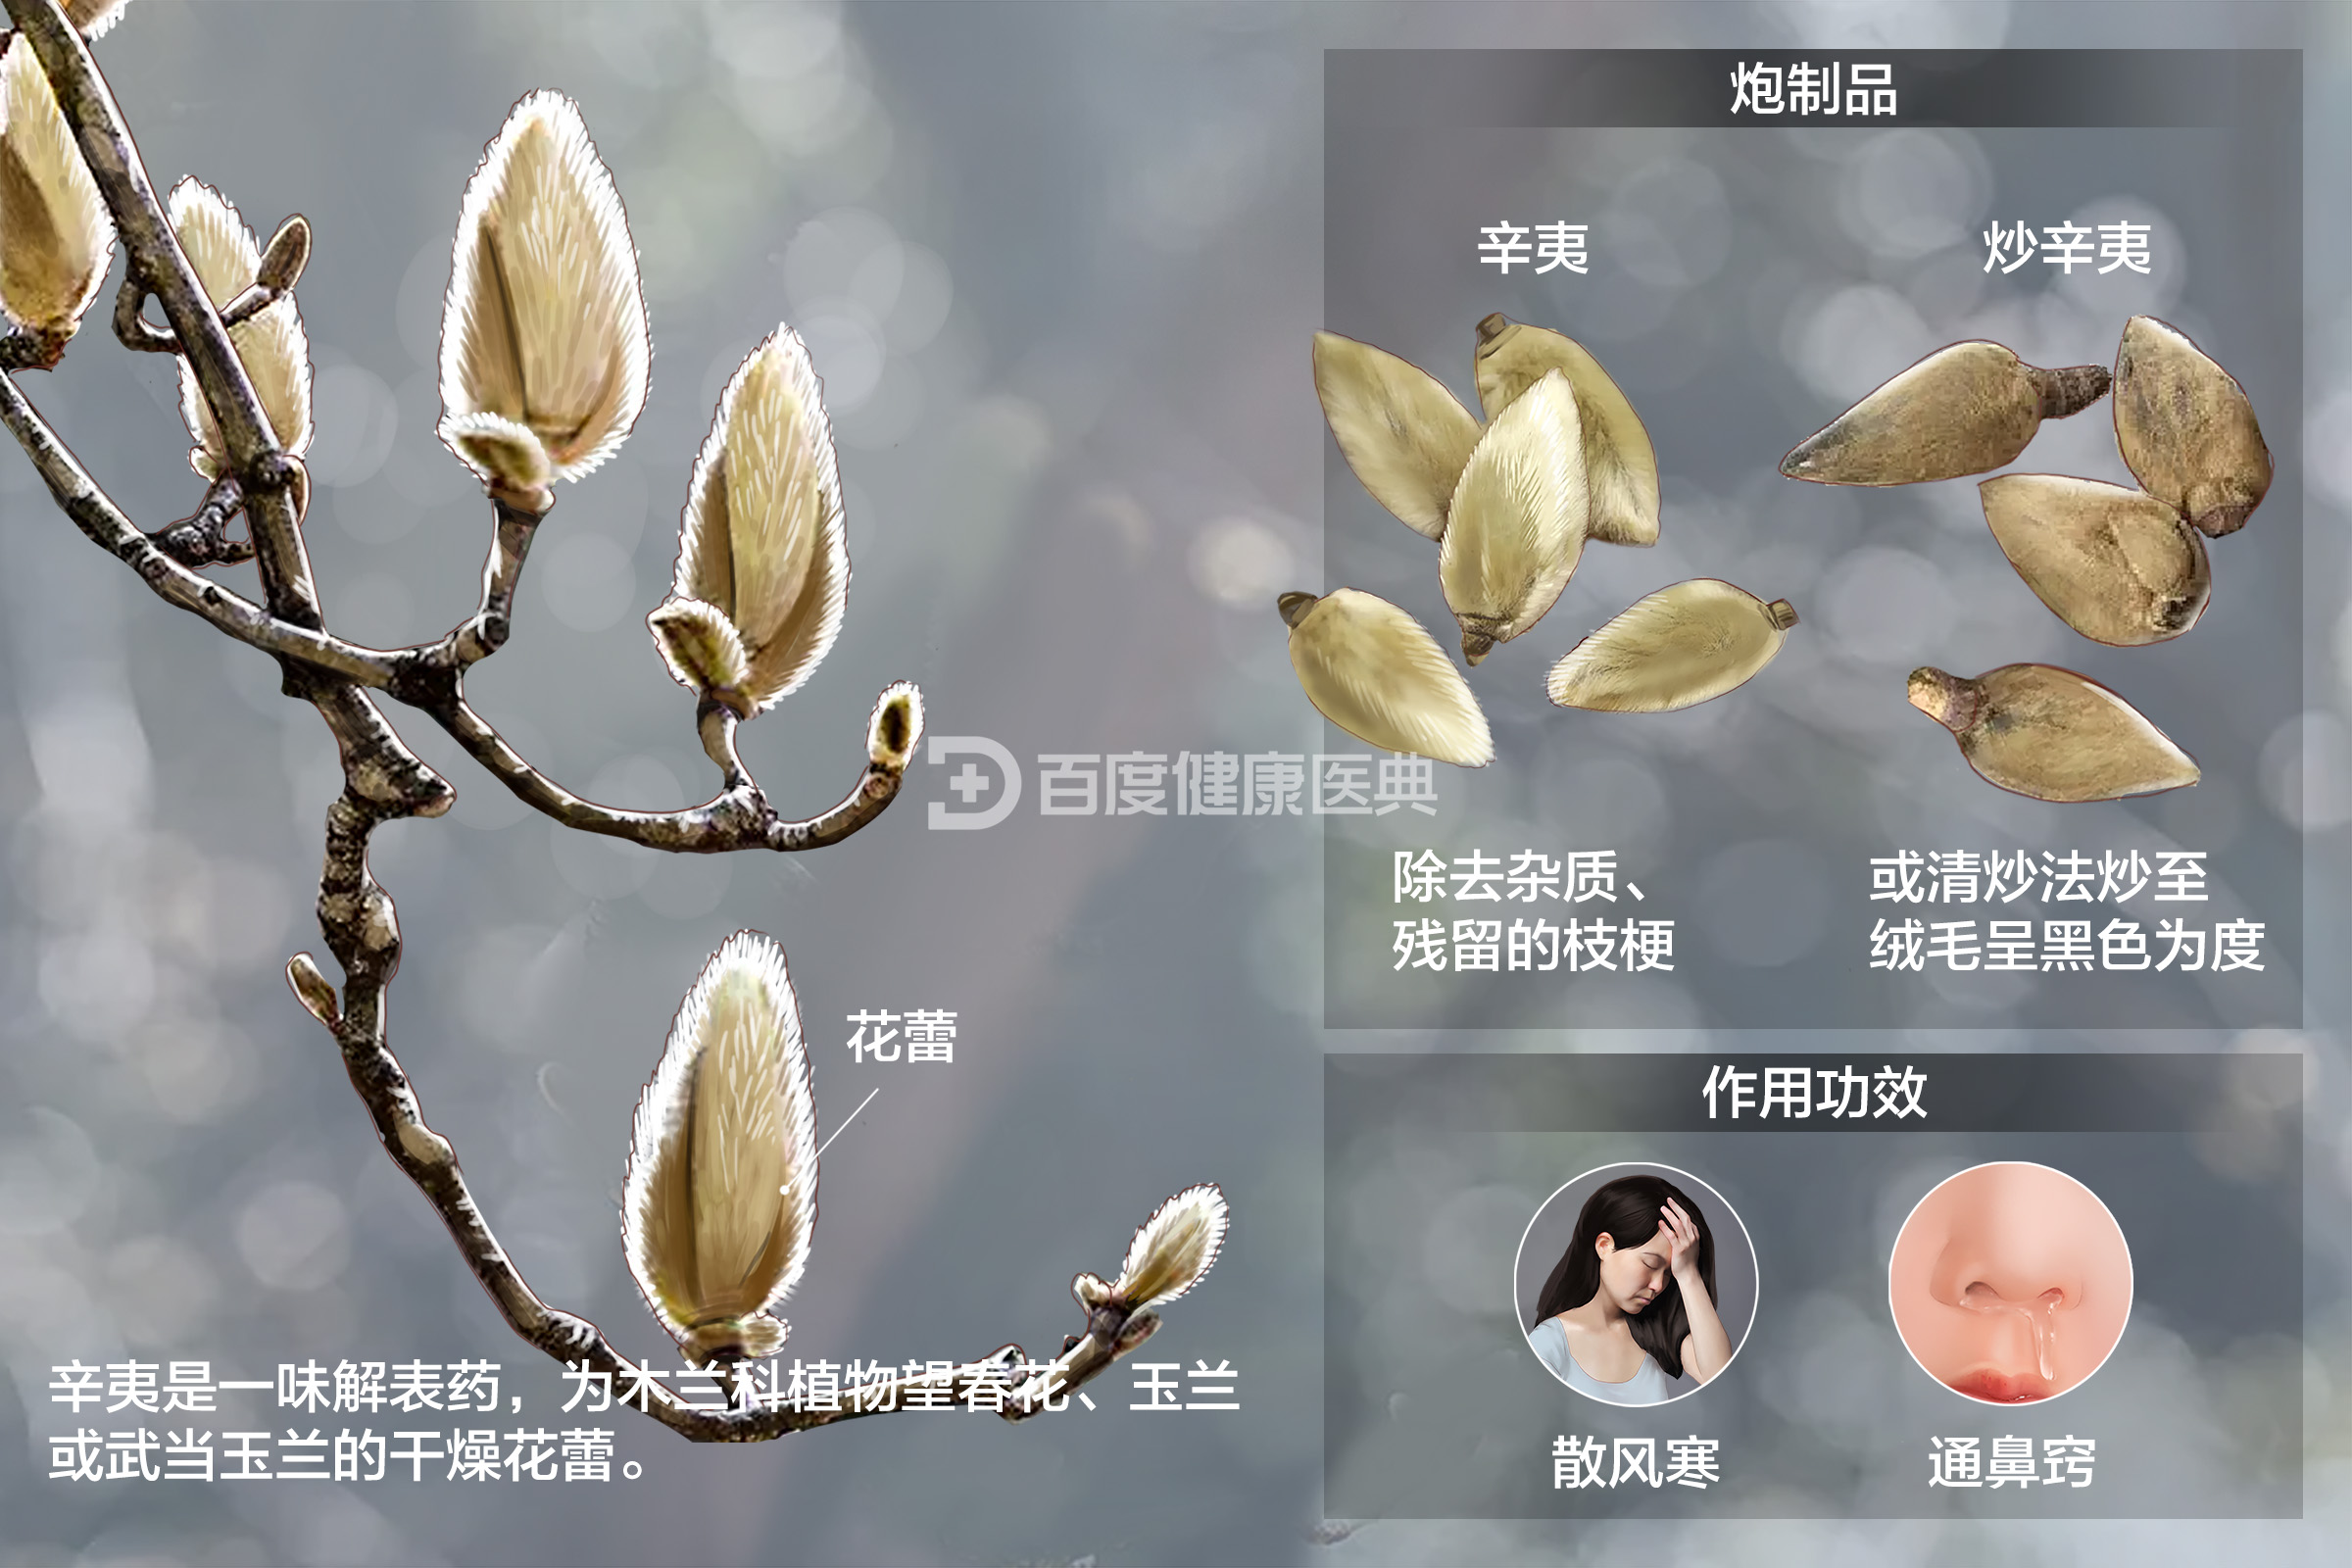 炮制品
辛夷
炒辛夷
除去杂质、
残留的枝梗
或清炒法炒至
绒毛呈黑色为度
百度健康医典
花蕾
作用功效
散风寒
通鼻窍
辛夷是一味解表药，为木兰科植物望春花、玉兰
或武当玉兰的干燥花蕾。